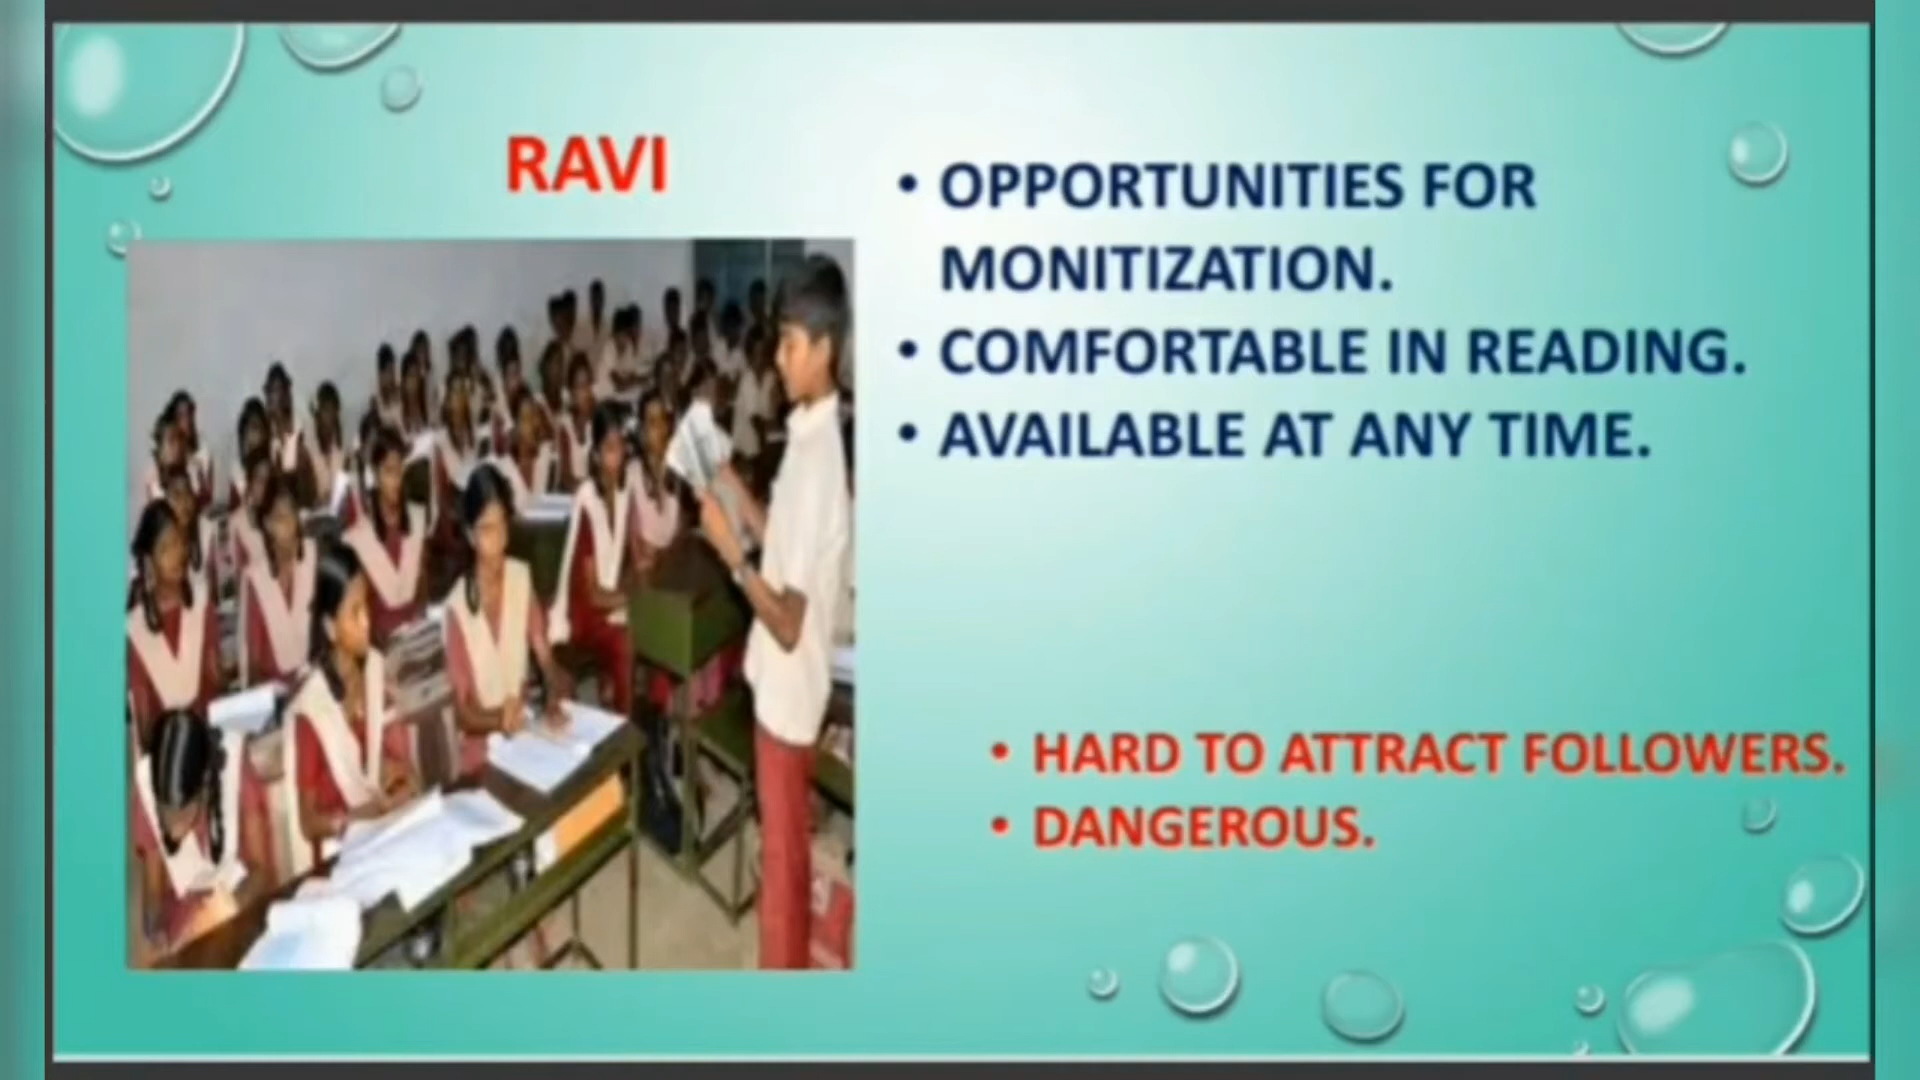 RAVI
• OPPORTUNITIES FOR
MONITIZATION.
• COMFORTABLE IN READING.
• AVAILABLE AT ANY TIME.
• HARD TO ATTRACT FOLLOWERS.
• DANGEROUS.